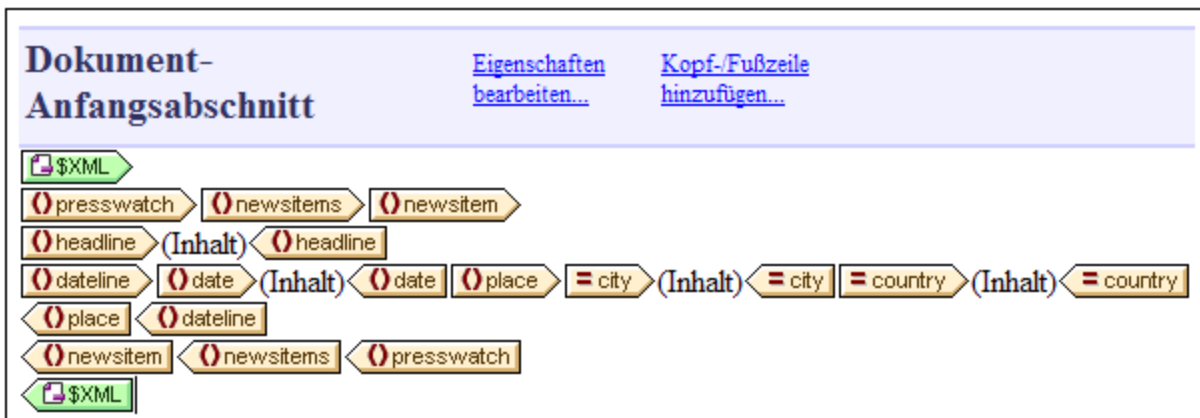 Dokument- Eigenschaften Kopf-/Fußzeile
Anfangsabschnitt bearbeiten... hinzufügen...
$XML
()presswatch ()newsitems ()newsitem
()headline (Inhalt) ()headline
()dateline ()date (Inhalt) ()date ()place = city (Inhalt) = city = country (Inhalt) = country
()place ()dateline
()newsitem ()newsitems ()presswatch
$XML